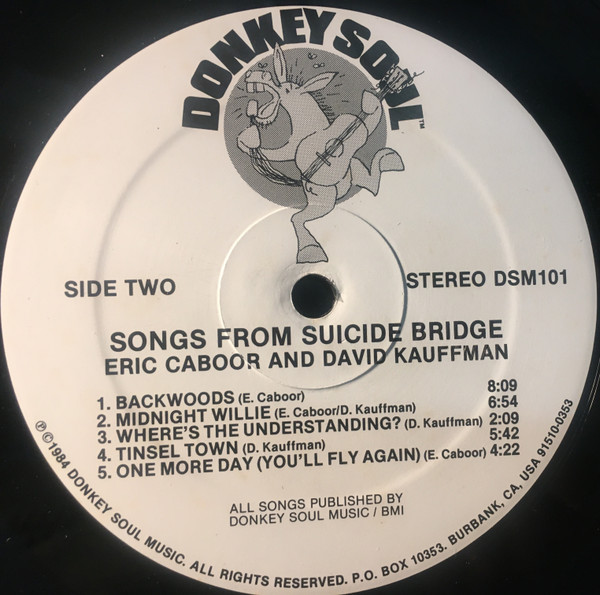 DONKEY SOUL™
SIDE TWO
STEREO DSM101
SONGS FROM SUICIDE BRIDGE
ERIC CABOOR AND DAVID KAUFFMAN
1. BACKWOODS (E. Caboor) 8:09
2. MIDNIGHT WILLIE (E. Caboor/D. Kauffman) 6:54
3. WHERE'S THE UNDERSTANDING? (D. Kauffman) 2:09
4. TINSEL TOWN (D. Kauffman) 5:42
5. ONE MORE DAY (YOU'LL FLY AGAIN) (E. Caboor) 4:22
ALL SONGS PUBLISHED BY
DONKEY SOUL MUSIC / BMI
℗©1984 DONKEY SOUL MUSIC. ALL RIGHTS RESERVED. P.O. BOX 10353. BURBANK, CA, USA 91510-0353